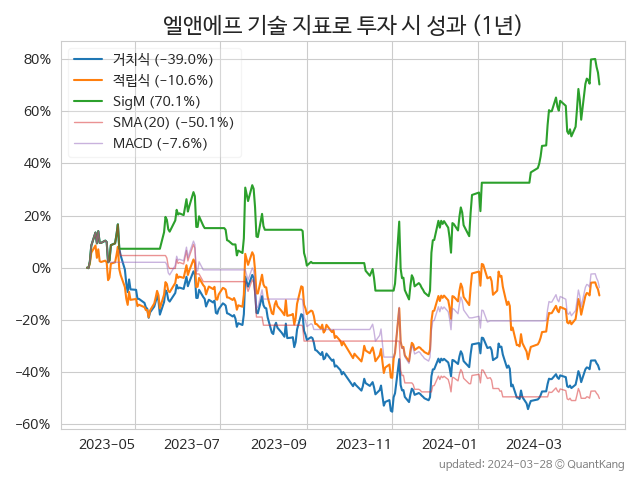 엘앤에프 기술 지표로 투자 시 성과 (1년)
80%
60%
40%
20%
0%
−20%
−40%
−60%
거치식 (−39.0%)
적립식 (−10.6%)
SigM (70.1%)
SMA(20) (−50.1%)
MACD (−7.6%)
2023-05 2023-07 2023-09 2023-11 2024-01 2024-03
updated: 2024-03-28 © QuantKang